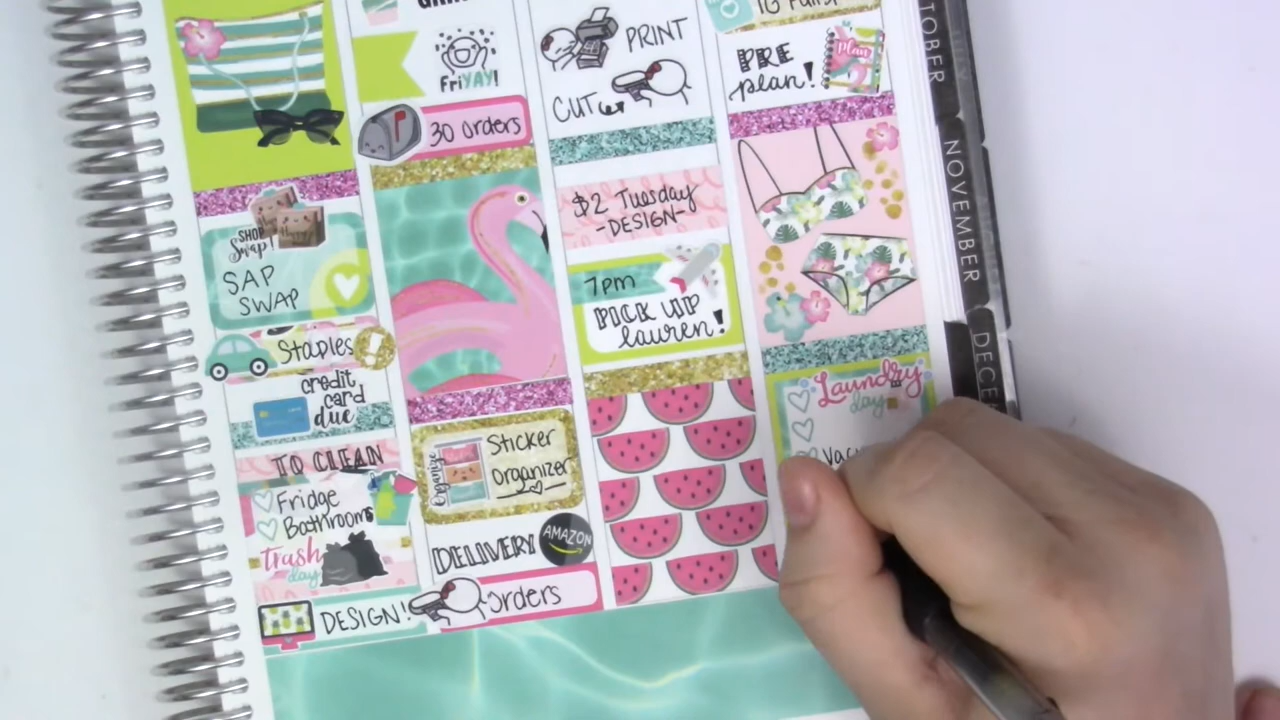 FriYAY!
30 orders
SHOP
Swap!
SAP
SWAP
Staples
!
credit
card
due
TO CLEAN
Fridge
Bathrooms
Trash
day
DESIGN!
Organize
Sticker
organizer
DELIVERY
AMAZON
orders
PRINT
CUT
$2 Tuesday
-DESIGN-
7pm
PICK UP
lauren!
PRE
plan!
Plan
Laundry
day
OCTOBER
NOVEMBER